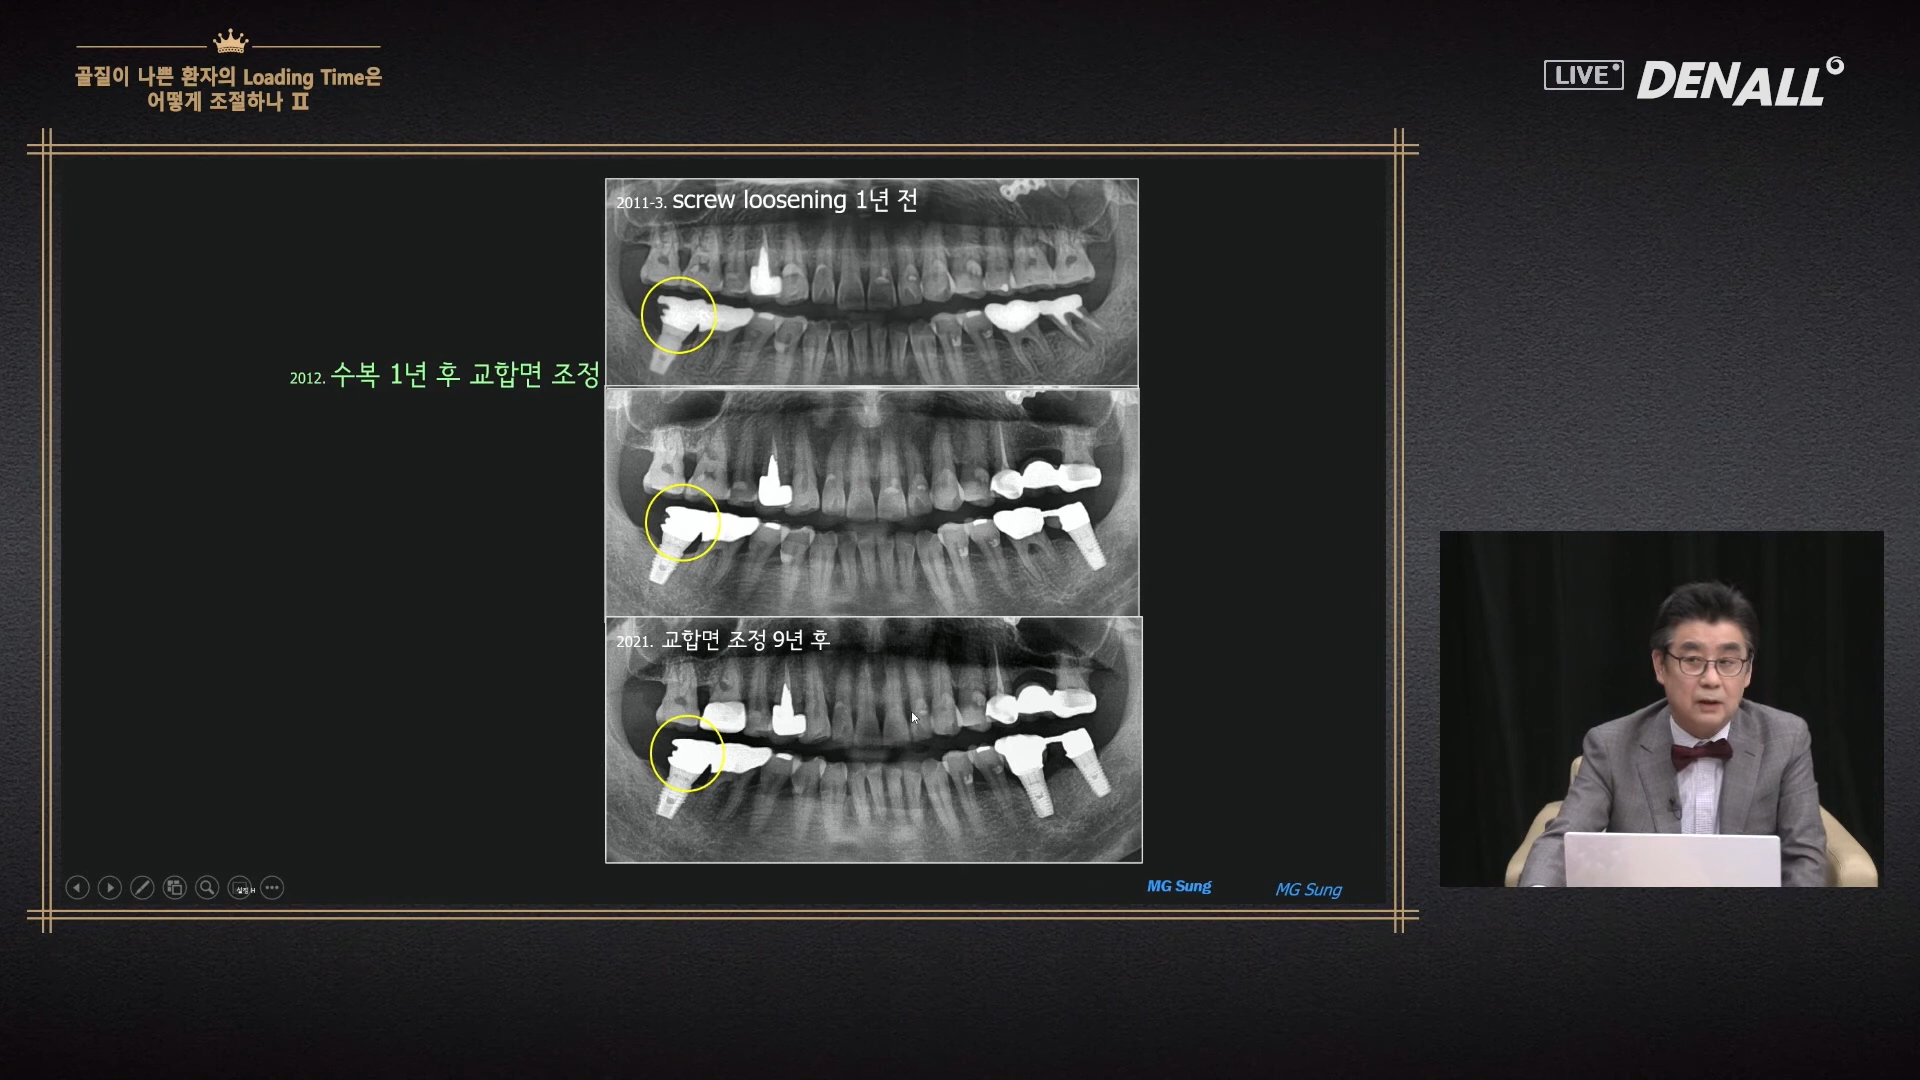 골질이 나쁜 환자의 Loading Time은
어떻게 조절하나 Ⅱ
LIVE
DENALL
2011-3. screw loosening 1년 전
2012. 수복 1년 후 교합면 조정
2021. 교합면 조정 9년 후
MG Sung
MG Sung